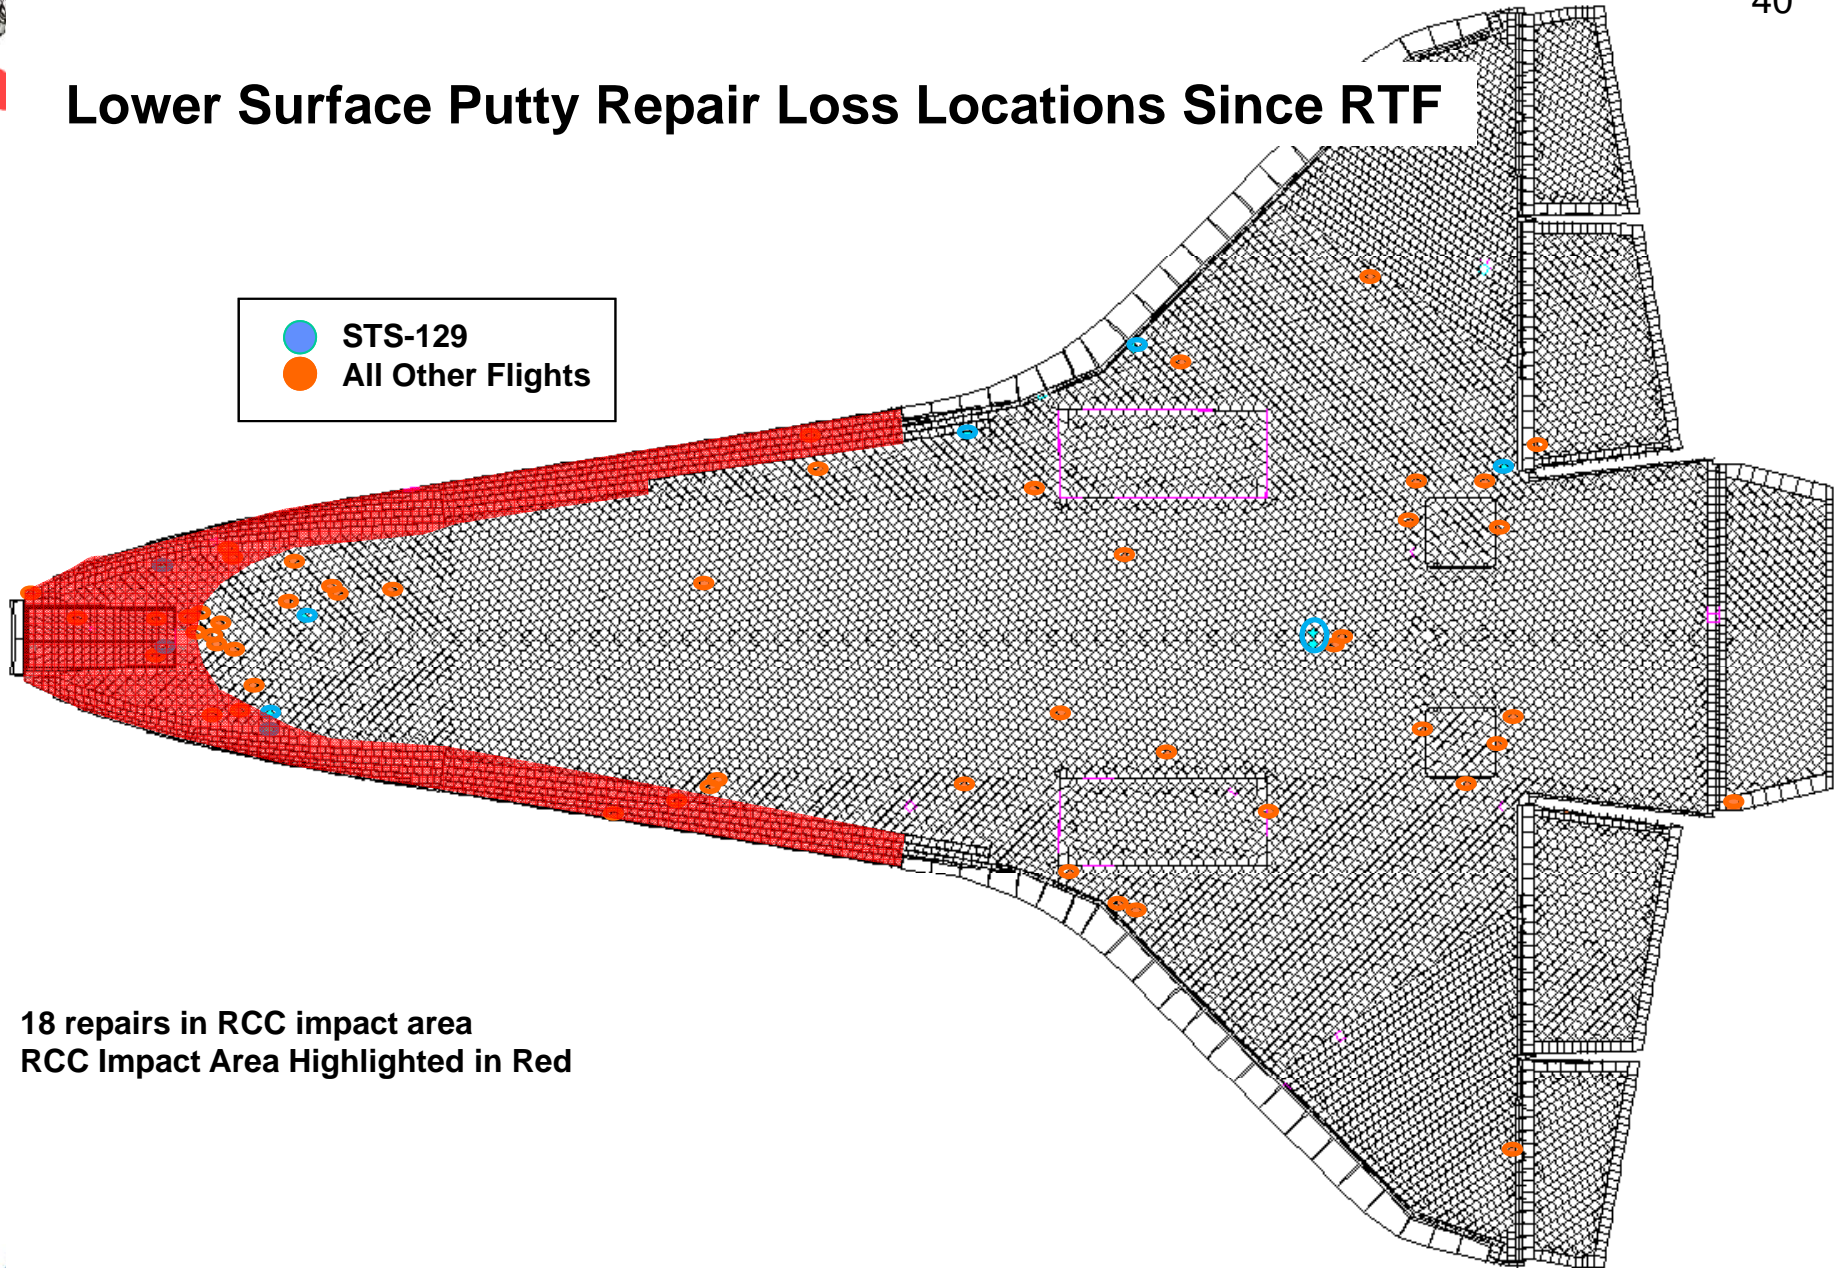 40
Lower Surface Putty Repair Loss Locations Since RTF
STS-129
All Other Flights
18 repairs in RCC impact area
RCC Impact Area Highlighted in Red